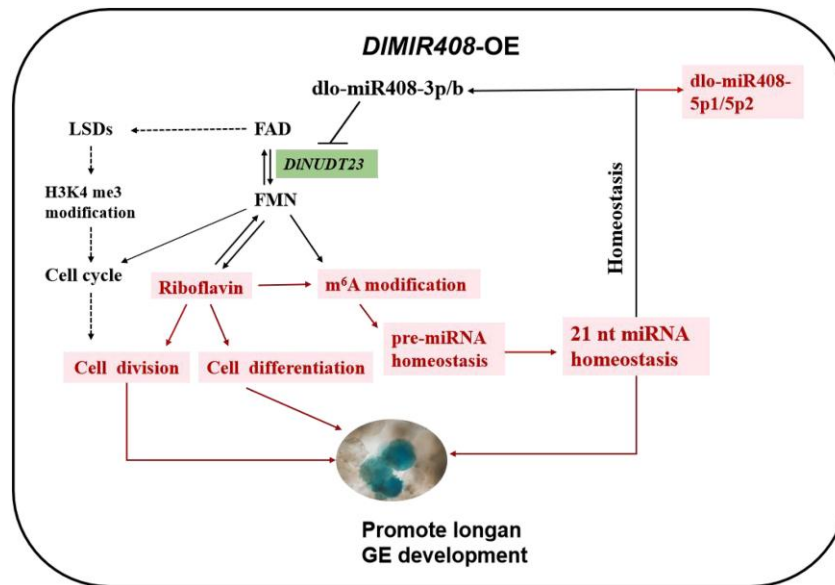 DlMIR408-OE
dlo-miR408-3p/b
dlo-miR408-
5p1/5p2
LSDs
FAD
DlNUDT23
H3K4 me3
modification
FMN
Homeostasis
Cell cycle
Riboflavin
m⁶A modification
pre-miRNA
homeostasis
21 nt miRNA
homeostasis
Cell division
Cell differentiation
Promote longan
GE development